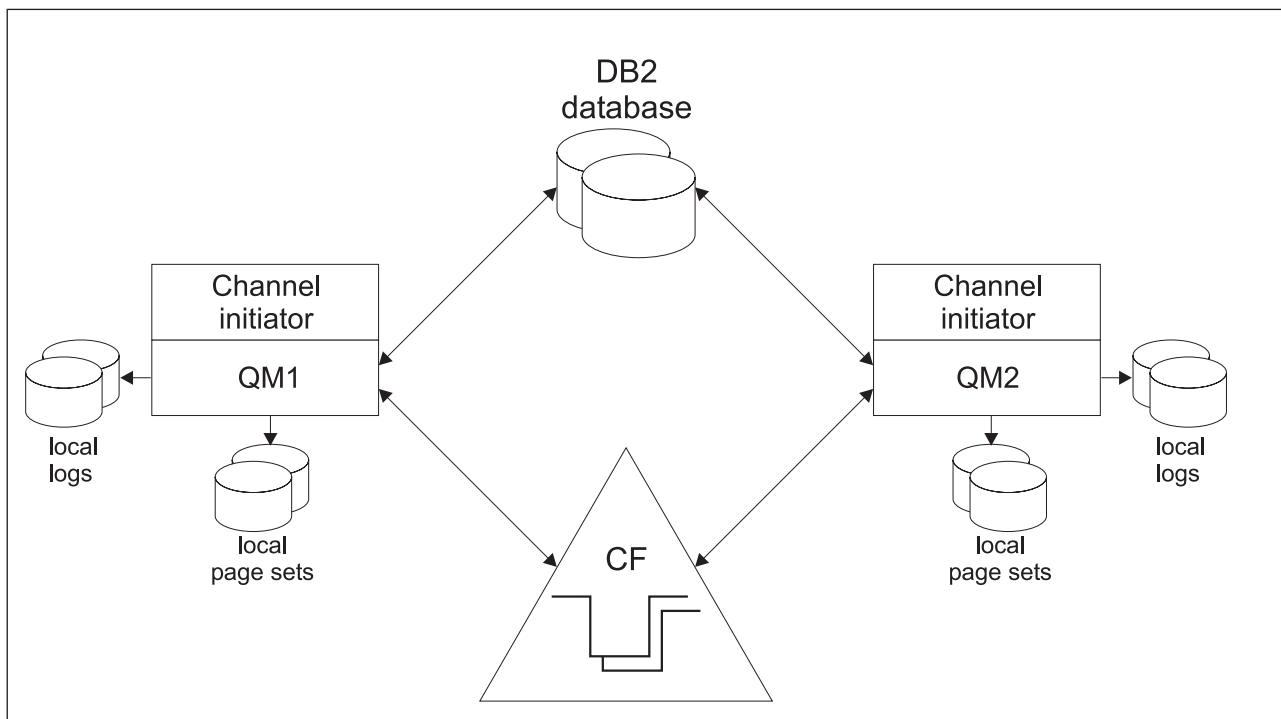 DB2
database
Channel
initiator
QM1
local
logs
local
page sets
Channel
initiator
QM2
local
logs
local
page sets
CF